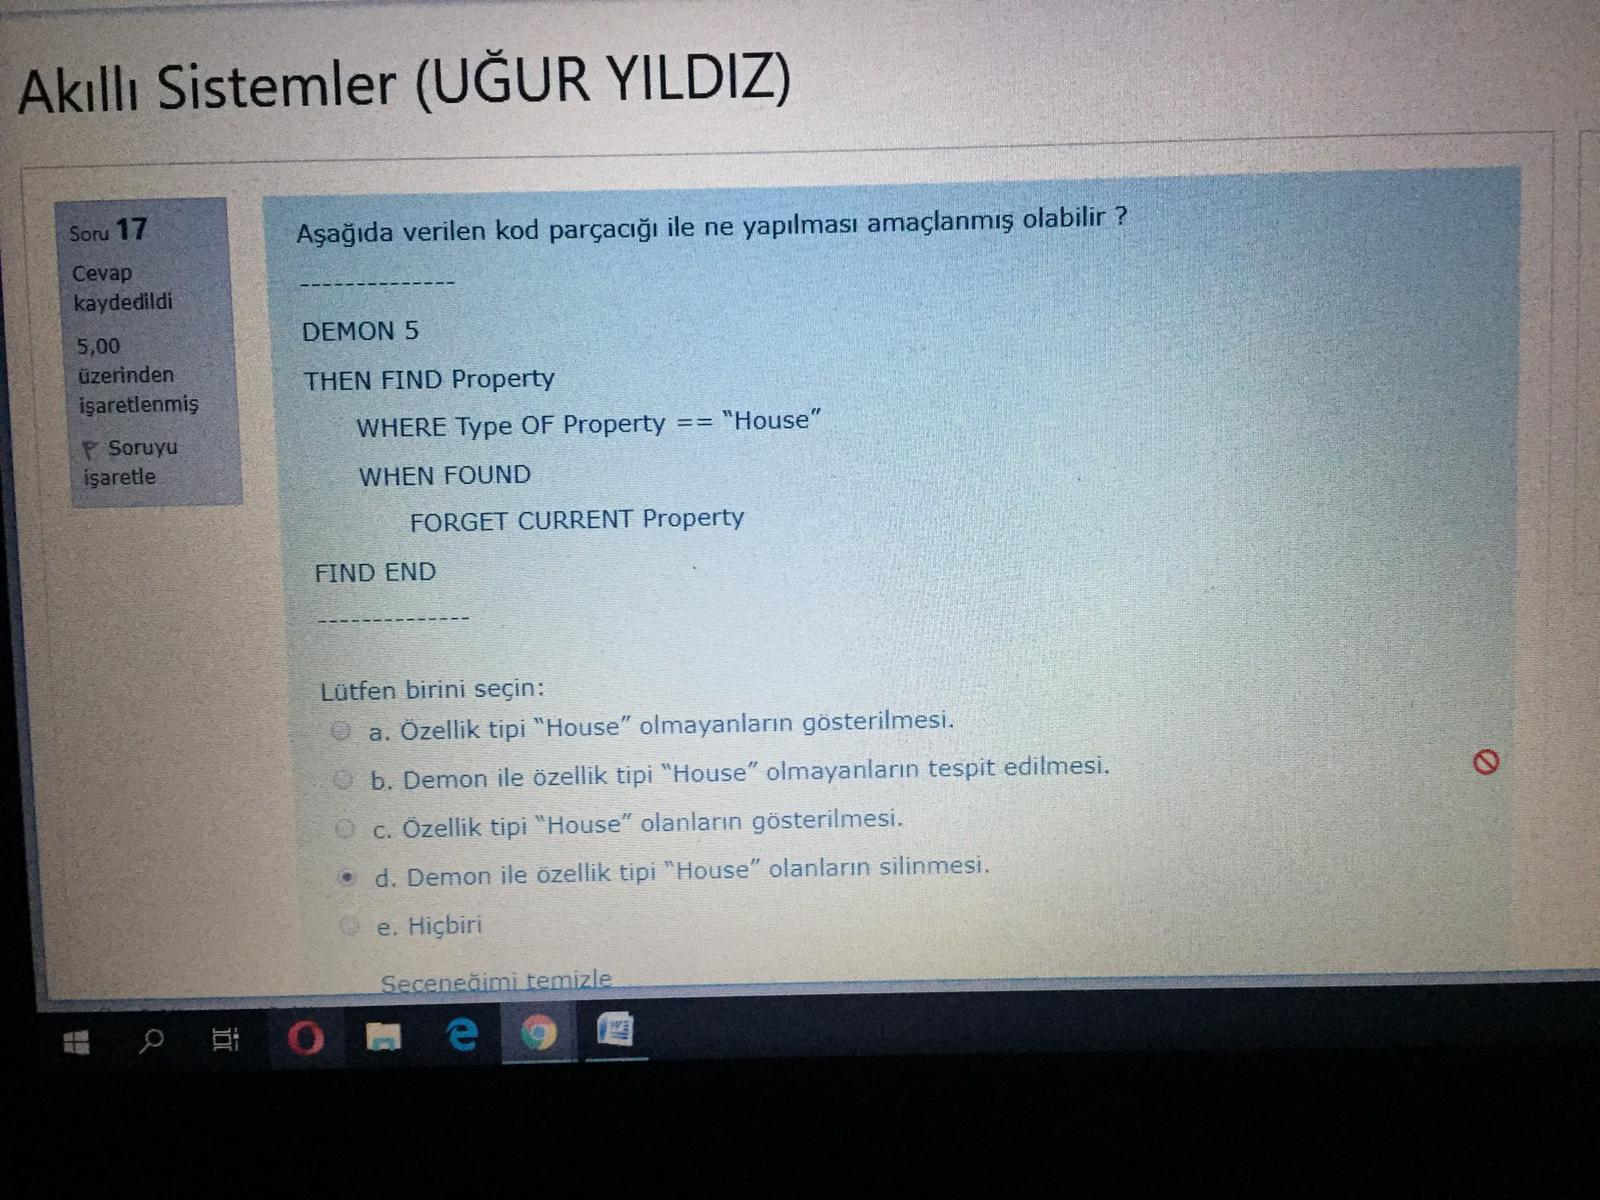 Akıllı Sistemler (UĞUR YILDIZ)
Soru 17
Cevap
kaydedildi
5,00
üzerinden
işaretlenmiş
Soruyu
işaretle
Aşağıda verilen kod parçacığı ile ne yapılması amaçlanmış olabilir ?
--------------
DEMON 5
THEN FIND Property
WHERE Type OF Property == “House”
WHEN FOUND
FORGET CURRENT Property
FIND END
--------------
Lütfen birini seçin:
a. Özellik tipi “House” olmayanların gösterilmesi.
b. Demon ile özellik tipi “House” olmayanların tespit edilmesi.
c. Özellik tipi “House” olanların gösterilmesi.
d. Demon ile özellik tipi “House” olanların silinmesi.
e. Hiçbiri
Seçeneğimi temizle